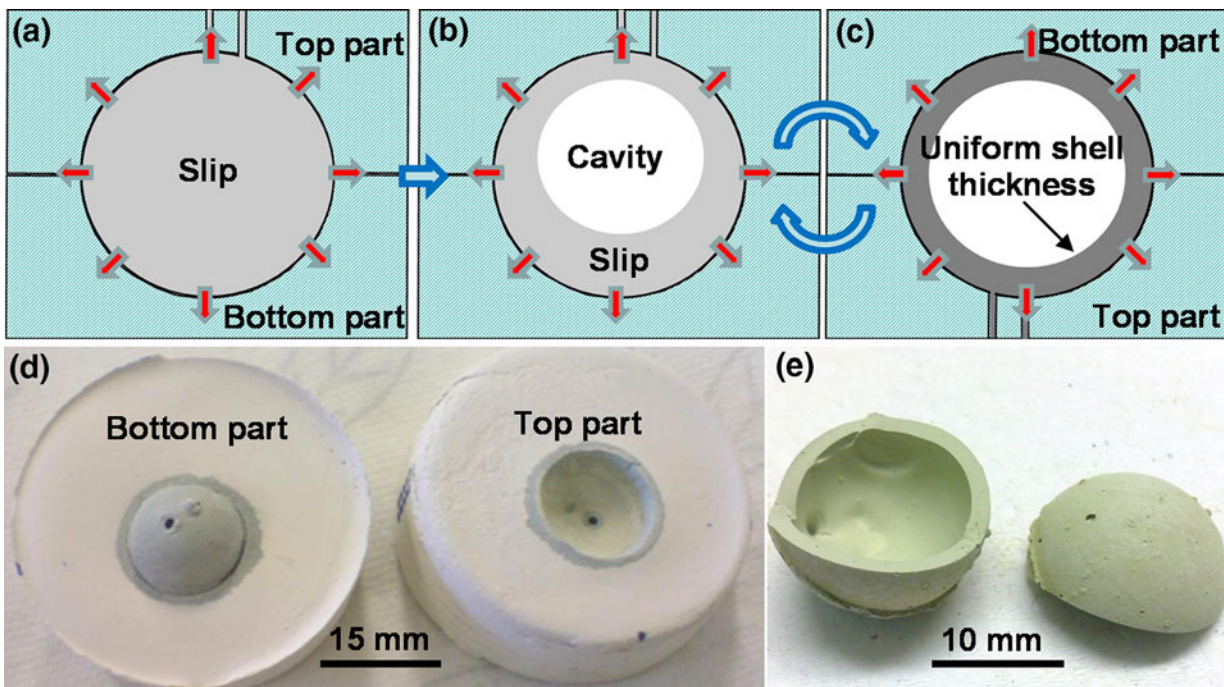 (a)
Top part
Slip
Bottom part
(b)
Cavity
Slip
(c)
Bottom part
Uniform shell
thickness
Top part
(d)
Bottom part
Top part
15 mm
(e)
10 mm